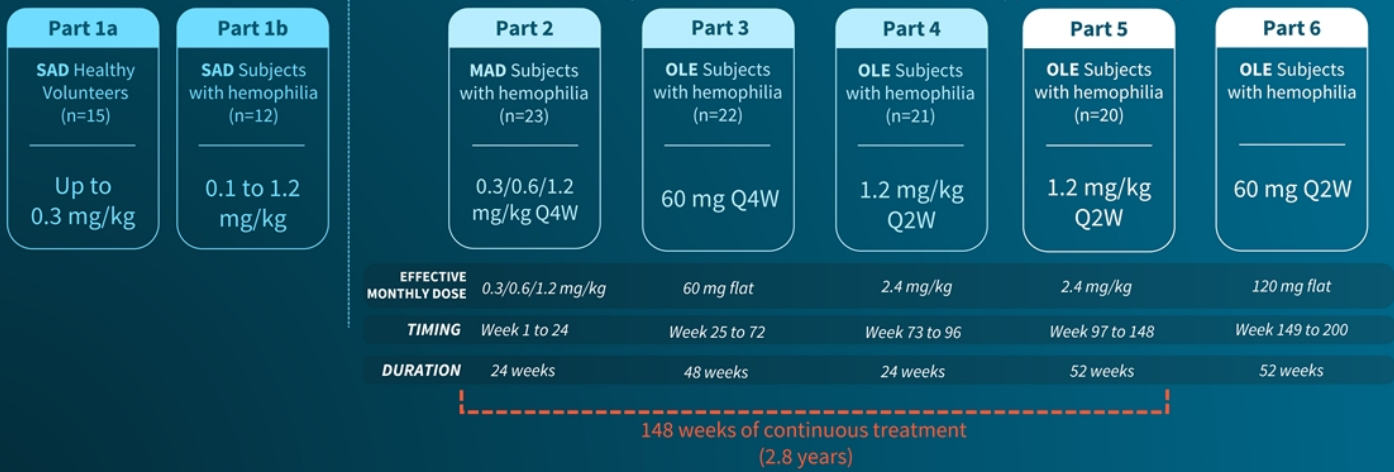 Part 1a
SAD Healthy
Volunteers
(n=15)
Up to
0.3 mg/kg
Part 1b
SAD Subjects
with hemophilia
(n=12)
0.1 to 1.2
mg/kg
Part 2
MAD Subjects
with hemophilia
(n=23)
0.3/0.6/1.2
mg/kg Q4W
Part 3
OLE Subjects
with hemophilia
(n=22)
60 mg Q4W
Part 4
OLE Subjects
with hemophilia
(n=21)
1.2 mg/kg
Q2W
Part 5
OLE Subjects
with hemophilia
(n=20)
1.2 mg/kg
Q2W
Part 6
OLE Subjects
with hemophilia
60 mg Q2W
EFFECTIVE
MONTHLY DOSE 0.3/0.6/1.2 mg/kg 60 mg flat 2.4 mg/kg 2.4 mg/kg 120 mg flat
TIMING Week 1 to 24 Week 25 to 72 Week 73 to 96 Week 97 to 148 Week 149 to 200
DURATION 24 weeks 48 weeks 24 weeks 52 weeks 52 weeks
148 weeks of continuous treatment
(2.8 years)